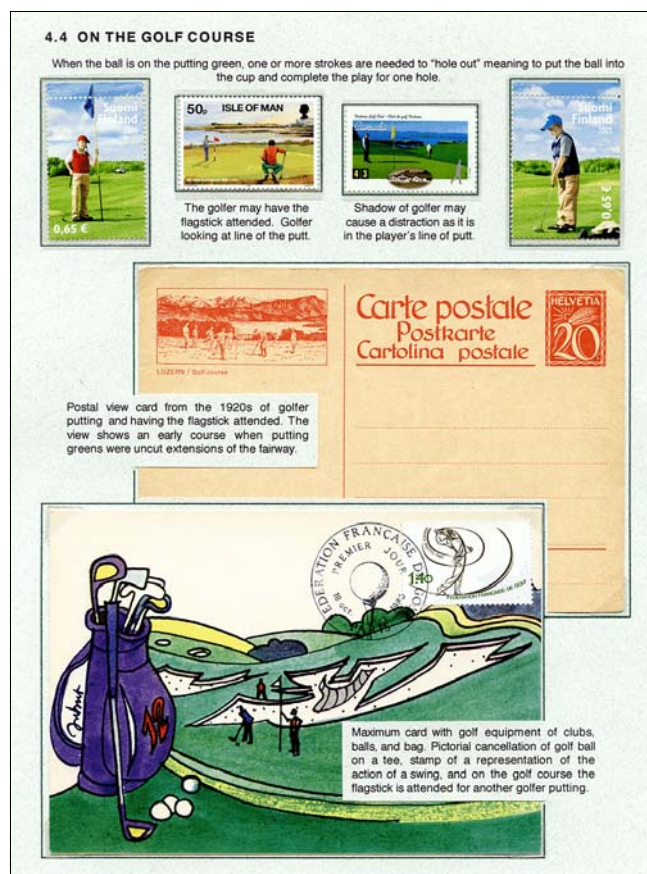 4.4 ON THE GOLF COURSE
When the ball is on the putting green, one or more strokes are needed to "hole out" meaning to put the ball into
the cup and complete the play for one hole.
Suomi
Finland
0,65 €
50p ISLE OF MAN
43
Suomi
Finland
0,65 €
The golfer may have the
flagstick attended. Golfer
looking at line of the putt.
Shadow of golfer may
cause a distraction as it is
in the player's line of putt.
Carte postale
Postkarte
Cartolina postale
HELVETIA
20
LUZERN / Golf-course
Postal view card from the 1920s of golfer
putting and having the flagstick attended. The
view shows an early course when putting
greens were uncut extensions of the fairway.
FEDERATION FRANÇAISE DE GOLF
PREMIER JOUR
1,40
FEDERATION FRANÇAISE DE GOLF
Maximum card with golf equipment of clubs,
balls, and bag. Pictorial cancellation of golf ball
on a tee, stamp of a representation of the
action of a swing, and on the golf course the
flagstick is attended for another golfer putting.